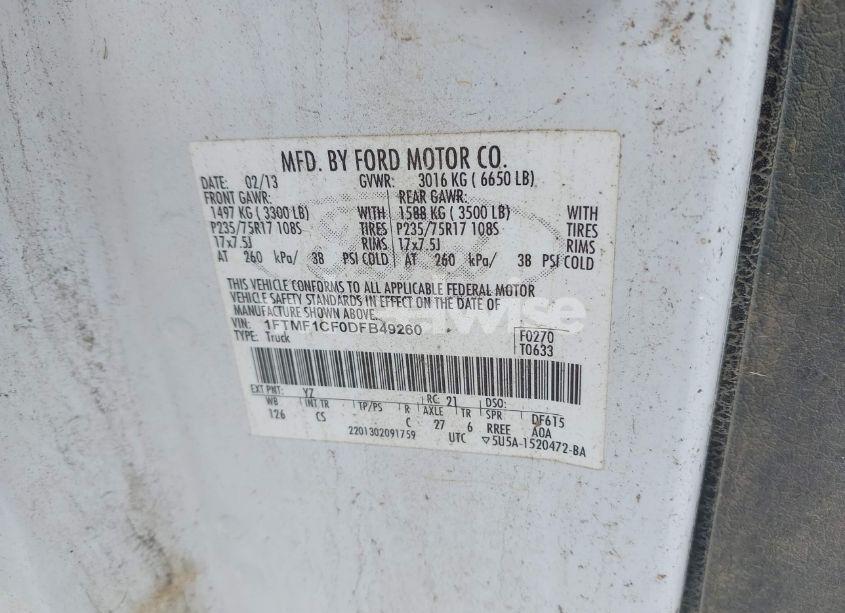 MFD. BY FORD MOTOR CO.
DATE: 02/13 GVWR: 3016 KG ( 6650 LB)
FRONT GAWR: REAR GAWR:
1497 KG ( 3300 LB) WITH 1588 KG ( 3500 LB) WITH
P235/75R17 108S TIRES P235/75R17 108S TIRES
17x7.5J RIMS 17x7.5J RIMS
AT 260 kPa/ 38 PSI COLD AT 260 kPa/ 38 PSI COLD
THIS VEHICLE CONFORMS TO ALL APPLICABLE FEDERAL MOTOR
VEHICLE SAFETY STANDARDS IN EFFECT ON THE DATE OF
MANUFACTURE SHOWN ABOVE.
VIN: 1FTMF1CF0DFB49260 F0270
TYPE: Truck T0633
EXT PNT: YZ RC: 21 DSO:
WB INT TR TP/PS R AXLE TR SPR DF615
126 CS C 27 6 RREE A0A
2201302091759 UTC ▽5U5A-1520472-BA